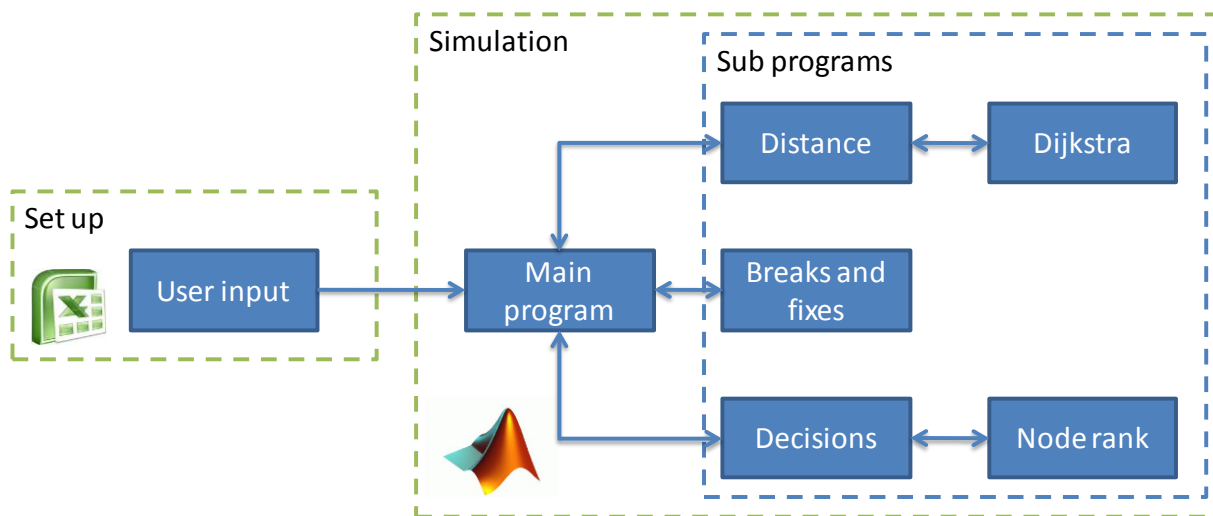 Simulation
Sub programs
Distance
Dijkstra
Set up
User input
Main
program
Breaks and
fixes
Decisions
Node rank